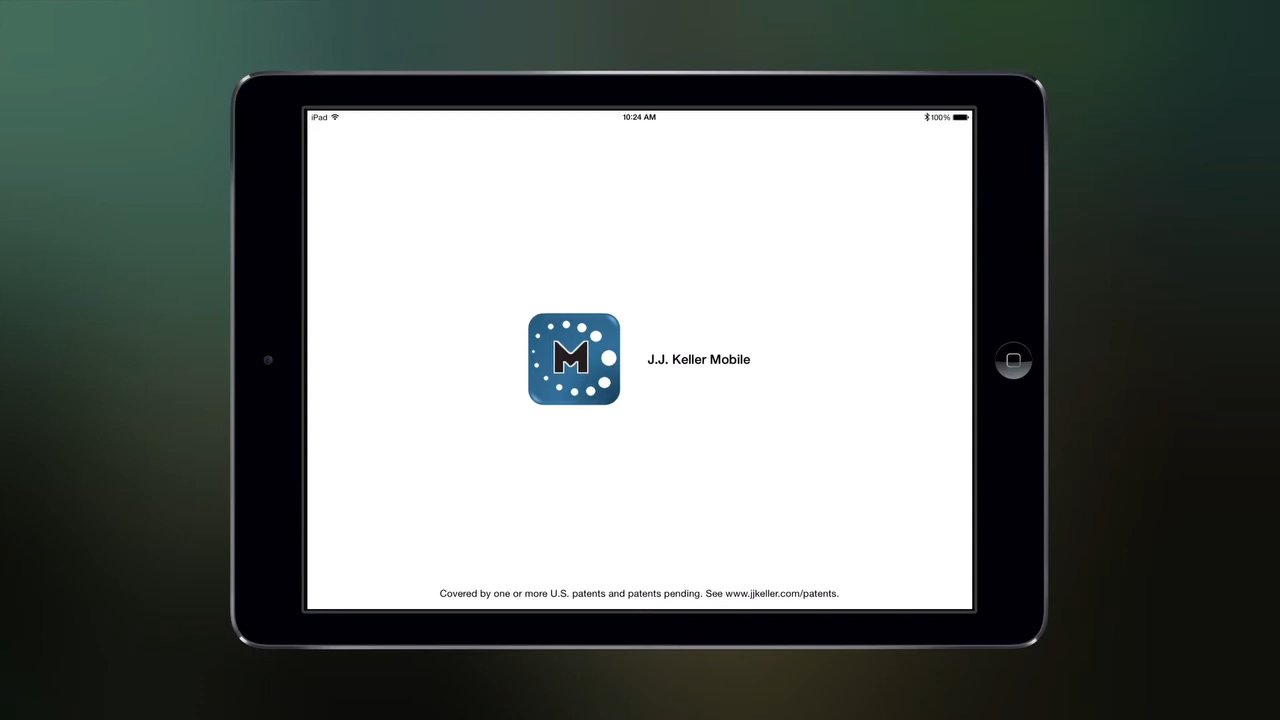 iPad
10:24 AM
100%
M
J.J. Keller Mobile
Covered by one or more U.S. patents and patents pending. See www.jjkeller.com/patents.